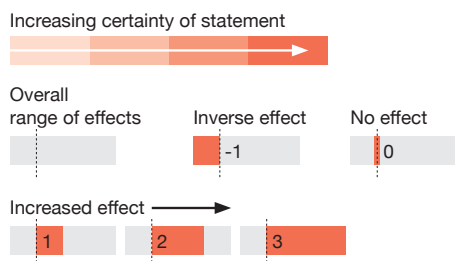 Increasing certainty of statement
Overall
range of effects
Inverse effect
No effect
-1
0
Increased effect
1
2
3